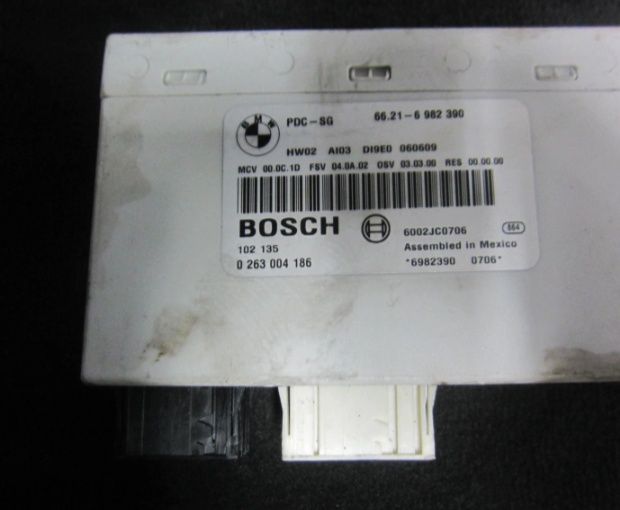 BMW PDC-SG 66.21-6 982 390
HW02 AI03 DI9E0 060609
MCV 00.0C.1D FSV 04.0A.02 OSV 03.03.00 RES 00.00.00
BOSCH 6002JC0706 664
102 135 Assembled in Mexico
0 263 004 186 *6982390 0706*